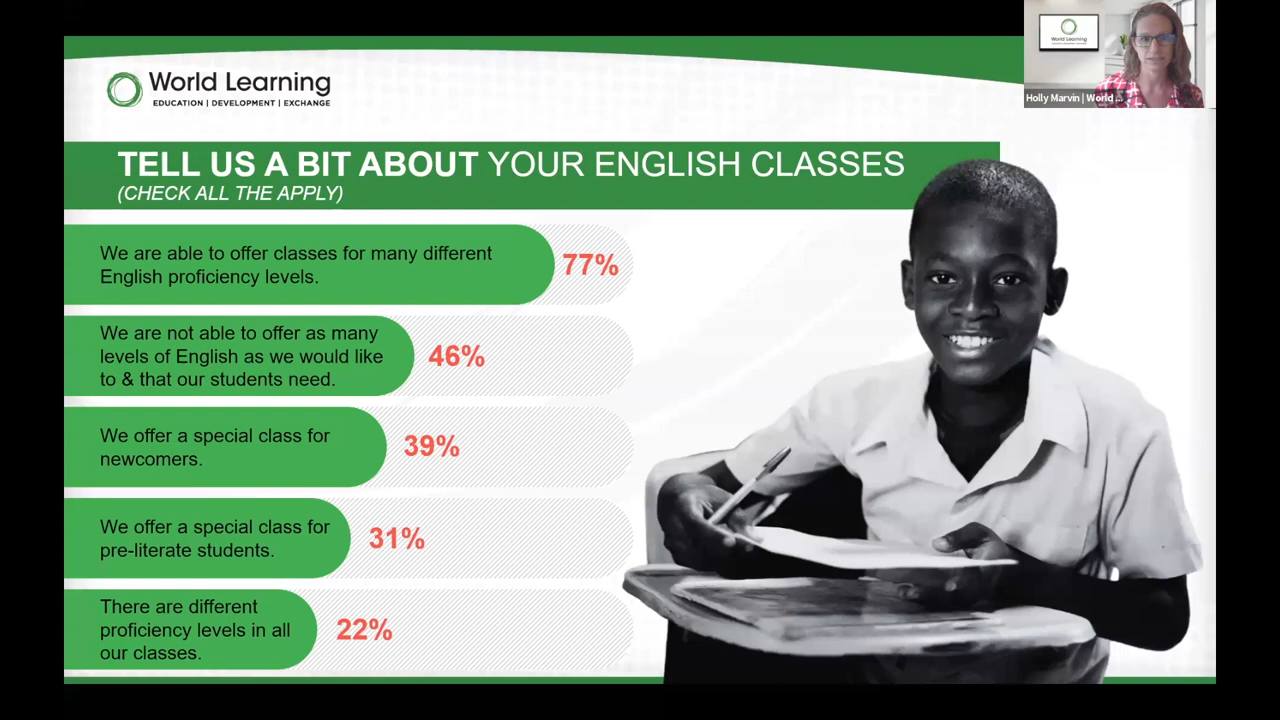 World Learning
EDUCATION | DEVELOPMENT | EXCHANGE
World Learning
Holly Marvin | World ...
TELL US A BIT ABOUT YOUR ENGLISH CLASSES
(CHECK ALL THE APPLY)
We are able to offer classes for many different
English proficiency levels.
77%
We are not able to offer as many
levels of English as we would like
to & that our students need.
46%
We offer a special class for
newcomers.
39%
We offer a special class for
pre-literate students.
31%
There are different
proficiency levels in all
our classes.
22%